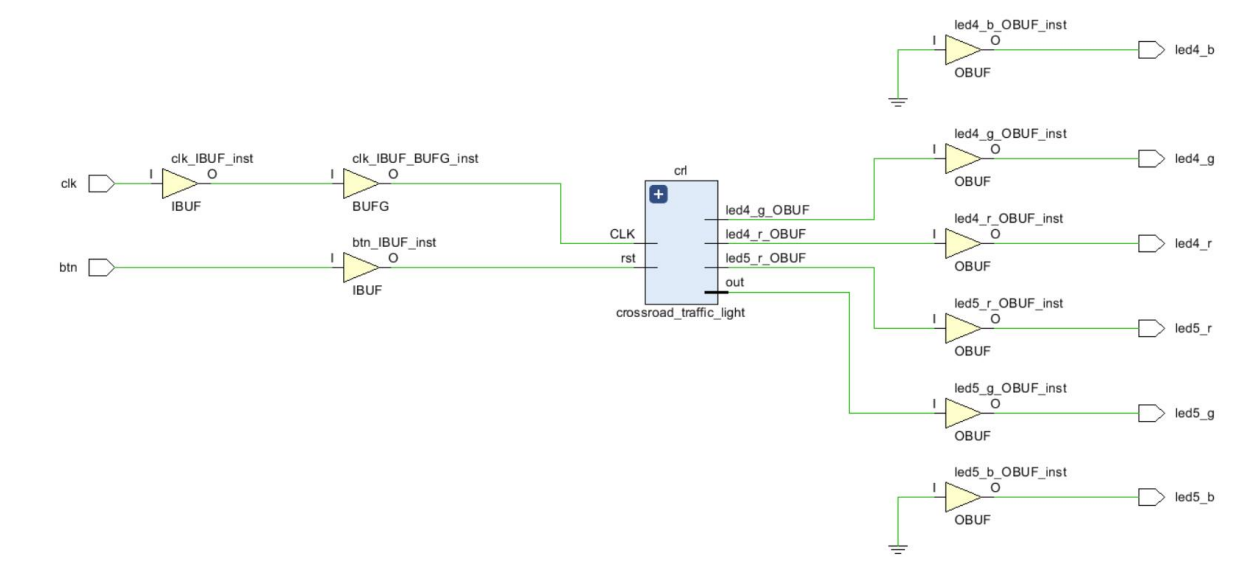 led4_b_OBUF_inst
I
O
led4_b
OBUF
led4_g_OBUF_inst
I
O
led4_g
OBUF
clk_IBUF_inst
clk_IBUF_BUFG_inst
clk
I
O
I
O
IBUF
BUFG
crl
led4_g_OBUF
led4_r_OBUF
led5_r_OBUF
out
CLK
rst
crossroad_traffic_light
led4_r_OBUF_inst
I
O
led4_r
OBUF
btn_IBUF_inst
btn
I
O
IBUF
led5_r_OBUF_inst
I
O
led5_r
OBUF
led5_g_OBUF_inst
I
O
led5_g
OBUF
led5_b_OBUF_inst
I
O
led5_b
OBUF